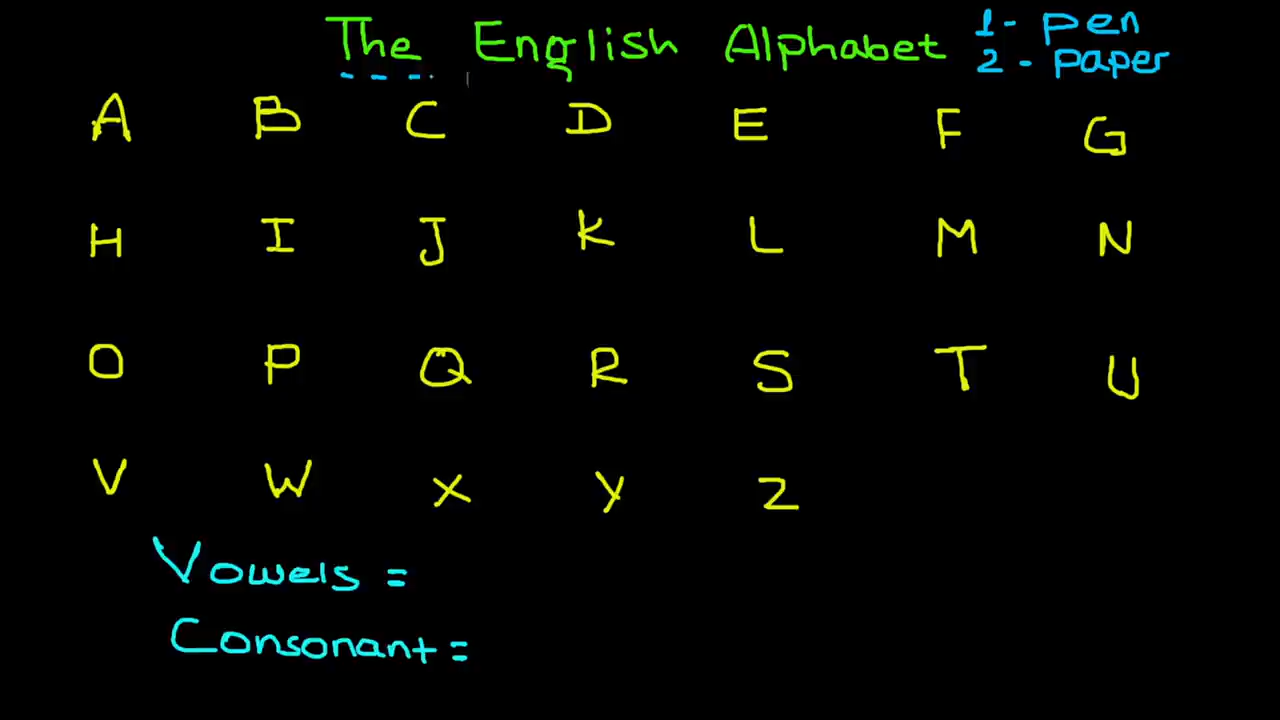 The English Alphabet
1- pen
2 - paper
A B C D E F G
H I J K L M N
O P Q R S T U
V W X Y Z
Vowels =
Consonant =